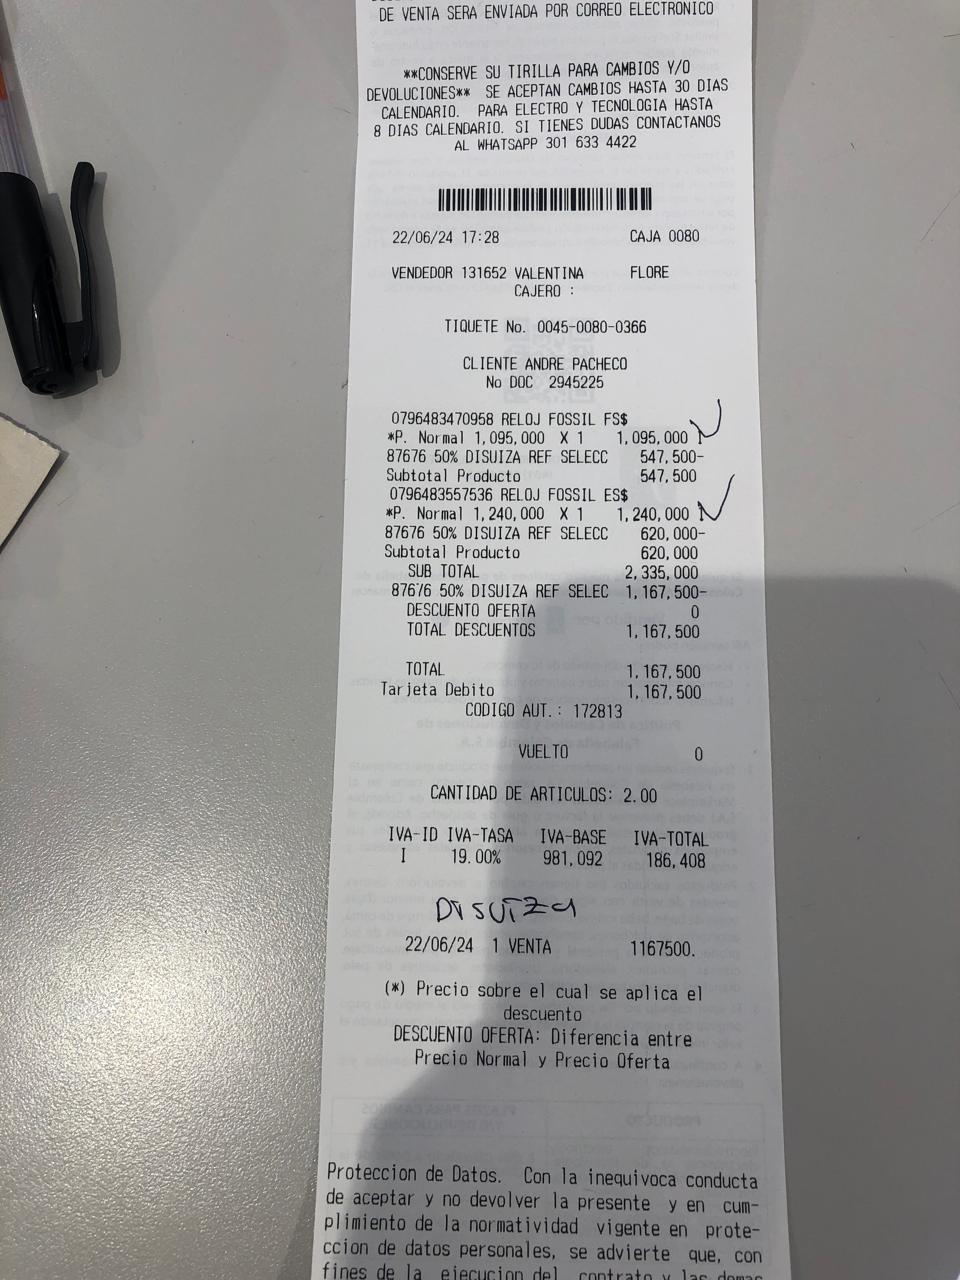 DE VENTA SERA ENVIADA POR CORREO ELECTRONICO
**CONSERVE SU TIRILLA PARA CAMBIOS Y/O
DEVOLUCIONES** SE ACEPTAN CAMBIOS HASTA 30 DIAS
CALENDARIO. PARA ELECTRO Y TECNOLOGIA HASTA
8 DIAS CALENDARIO. SI TIENES DUDAS CONTACTANOS
AL WHATSAPP 301 633 4422
22/06/24 17:28 CAJA 0080
VENDEDOR 131652 VALENTINA FLORE
CAJERO :
TIQUETE No. 0045-0080-0366
CLIENTE ANDRE PACHECO
No DOC 2945225
0796483470958 RELOJ FOSSIL FS$
*P. Normal 1,095,000 X 1 1,095,000
87676 50% DISUIZA REF SELECC 547,500-
Subtotal Producto 547,500
0796483557536 RELOJ FOSSIL ES$
*P. Normal 1,240,000 X 1 1,240,000
87676 50% DISUIZA REF SELECC 620,000-
Subtotal Producto 620,000
SUB TOTAL 2,335,000
87676 50% DISUIZA REF SELEC 1,167,500-
DESCUENTO OFERTA 0
TOTAL DESCUENTOS 1,167,500
TOTAL 1,167,500
Tarjeta Debito 1,167,500
CODIGO AUT.: 172813
VUELTO 0
CANTIDAD DE ARTICULOS: 2.00
IVA-ID IVA-TASA IVA-BASE IVA-TOTAL
I 19.00% 981,092 186,408
DISUIZA
22/06/24 1 VENTA 1167500.
(*) Precio sobre el cual se aplica el
descuento
DESCUENTO OFERTA: Diferencia entre
Precio Normal y Precio Oferta
Proteccion de Datos. Con la inequivoca conducta
de aceptar y no devolver la presente y en cum-
plimiento de la normatividad vigente en prote-
ccion de datos personales, se advierte que, con
fines de la ejecucion del contrato y las demas